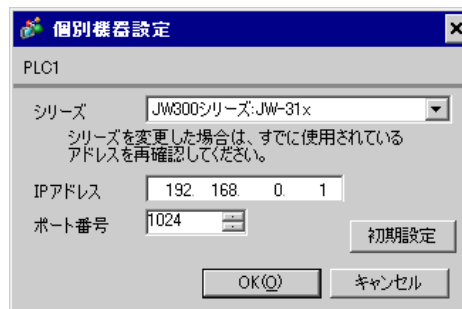 個別機器設定
PLC1
シリーズ JW300シリーズ:JW-31x
シリーズを変更した場合は、すでに使用されている
アドレスを再確認してください。
IPアドレス 192. 168. 0. 1
ポート番号 1024
初期設定
OK(O) キャンセル